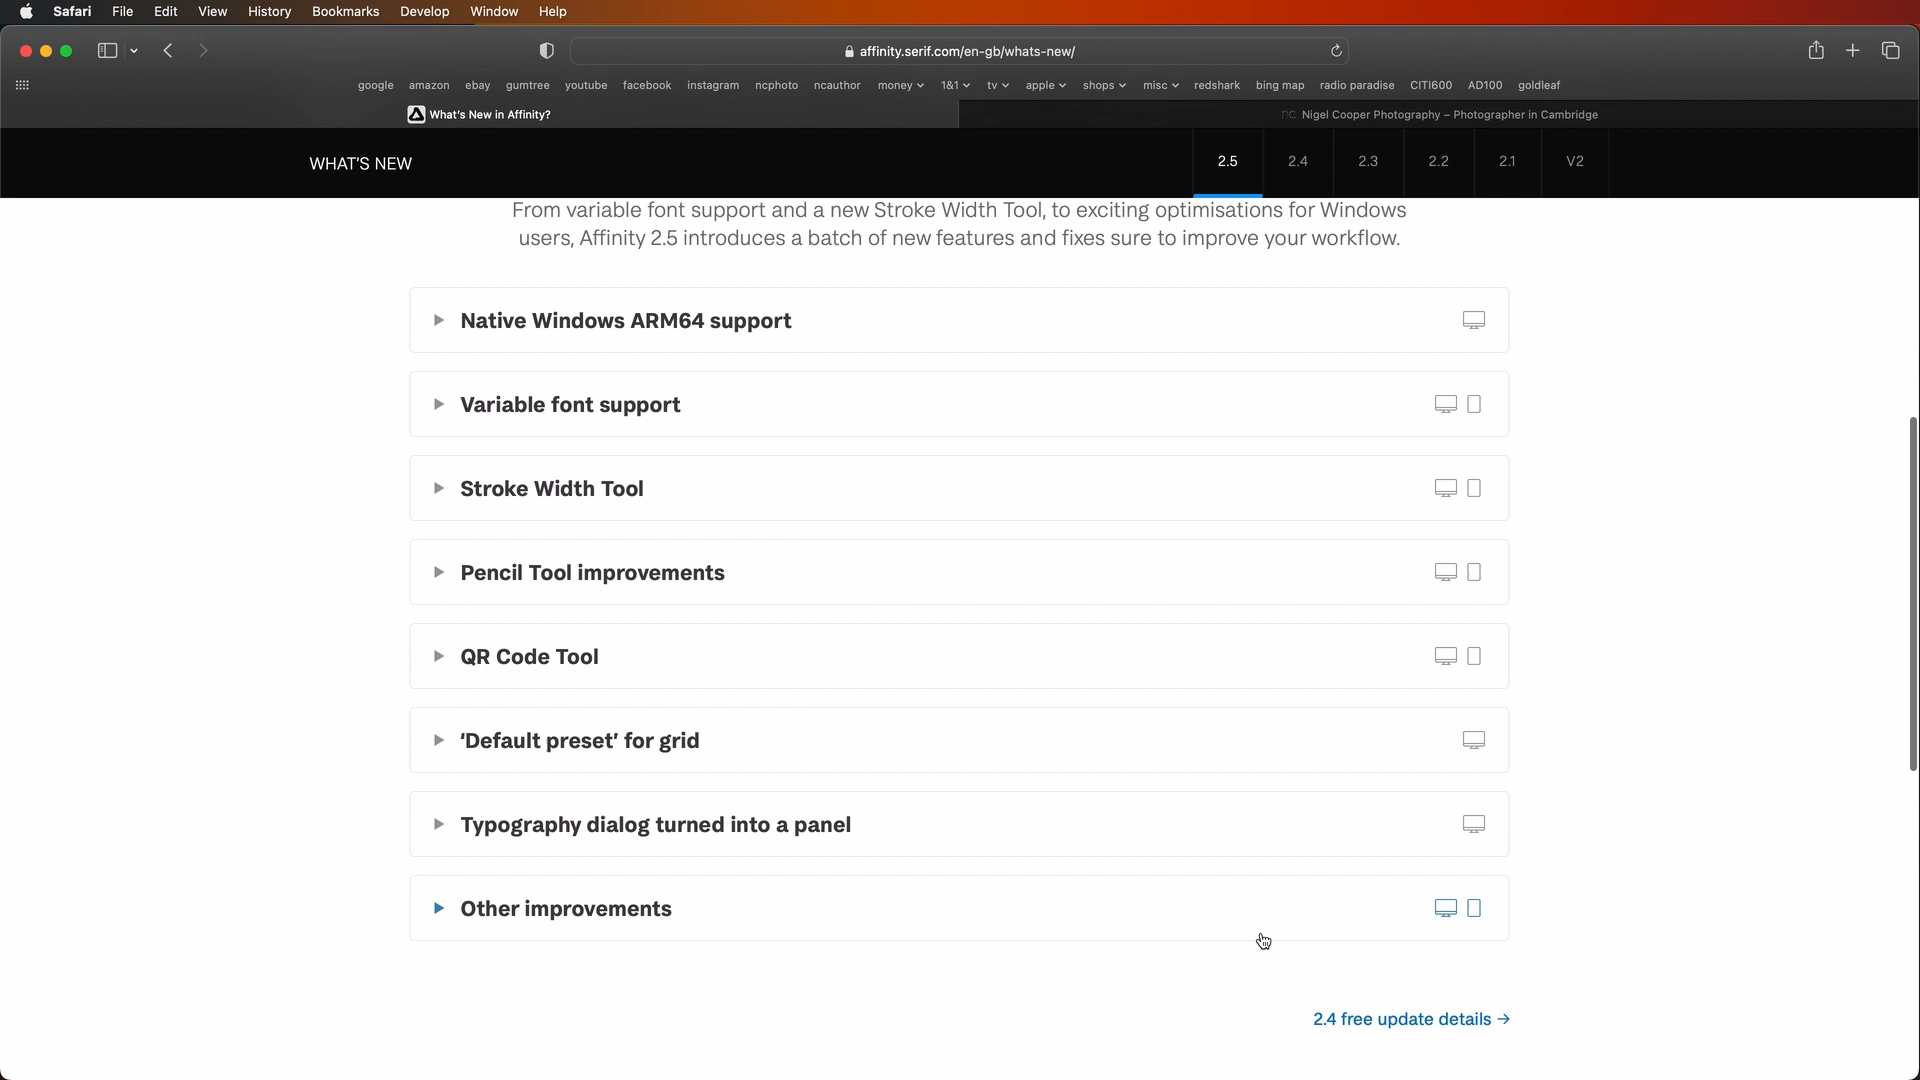 Safari File Edit View History Bookmarks Develop Window Help
affinity.serif.com/en-gb/whats-new/
google amazon ebay gumtree youtube facebook instagram ncphoto ncauthor money 1&1 tv apple shops misc redshark bing map radio paradise CITI600 AD100 goldleaf
What's New in Affinity?
nc Nigel Cooper Photography – Photographer in Cambridge
WHAT'S NEW
2.5 2.4 2.3 2.2 2.1 V2
From variable font support and a new Stroke Width Tool, to exciting optimisations for Windows
users, Affinity 2.5 introduces a batch of new features and fixes sure to improve your workflow.
Native Windows ARM64 support
Variable font support
Stroke Width Tool
Pencil Tool improvements
QR Code Tool
‘Default preset’ for grid
Typography dialog turned into a panel
Other improvements
2.4 free update details →